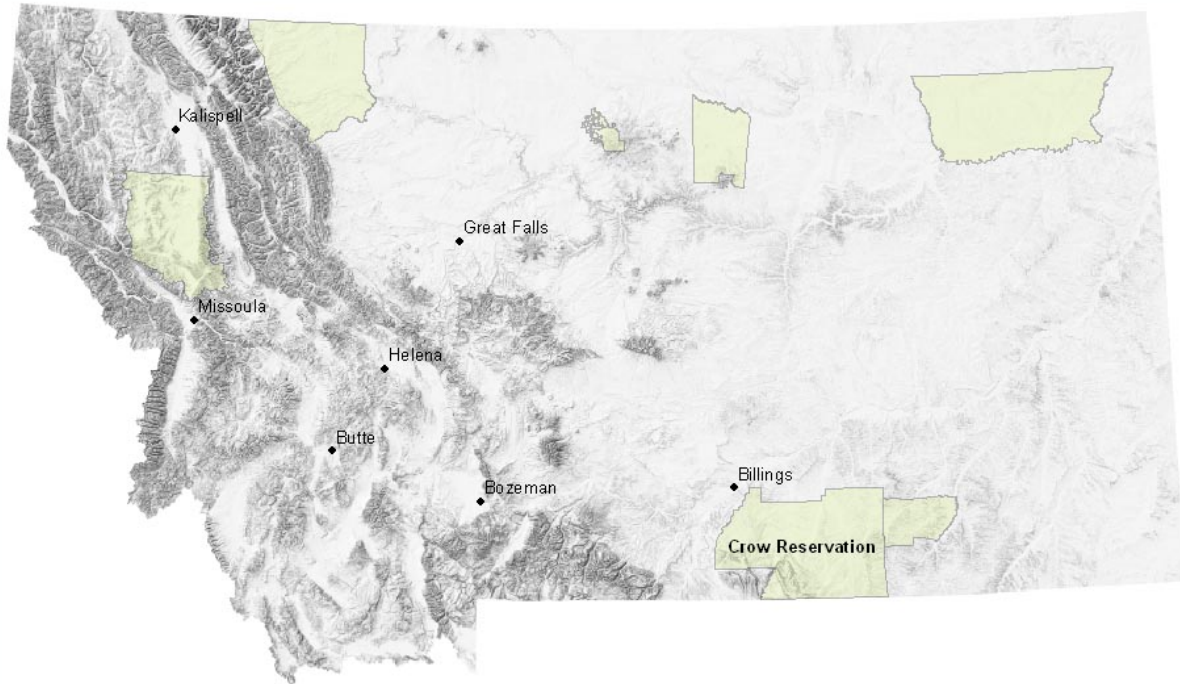 Kalispell
Great Falls
Missoula
Helena
Butte
Billings
Bozeman
Crow Reservation